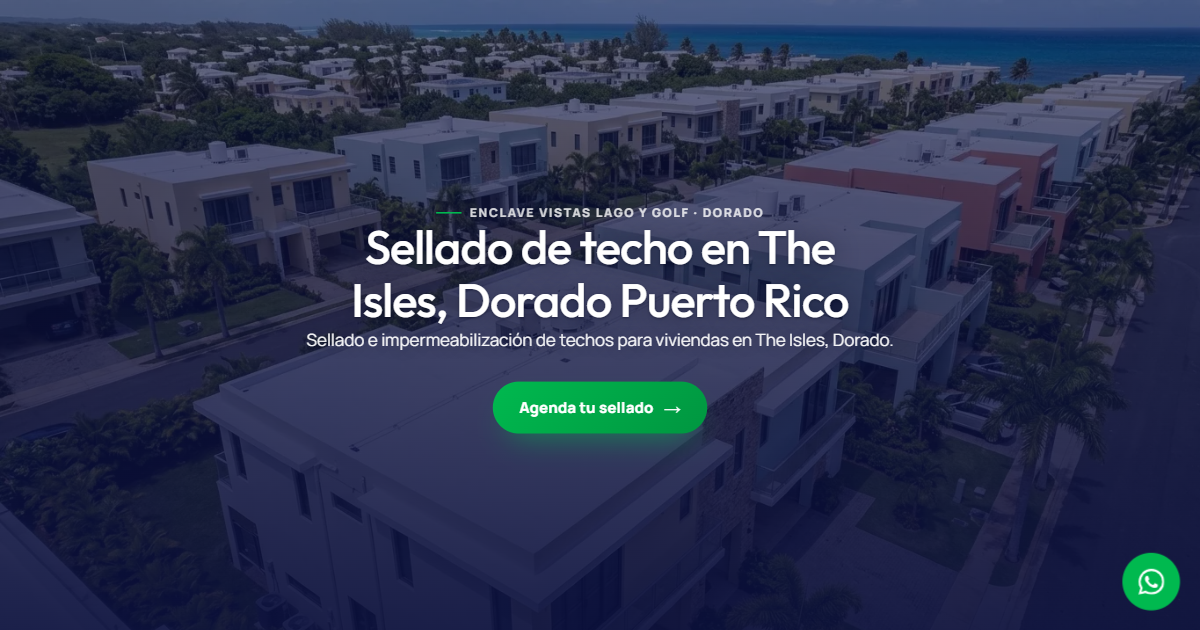 ENCLAVE VISTAS LAGO Y GOLF · DORADO
Sellado de techo en The
Isles, Dorado Puerto Rico
Sellado e impermeabilización de techos para viviendas en The Isles, Dorado.
Agenda tu sellado →